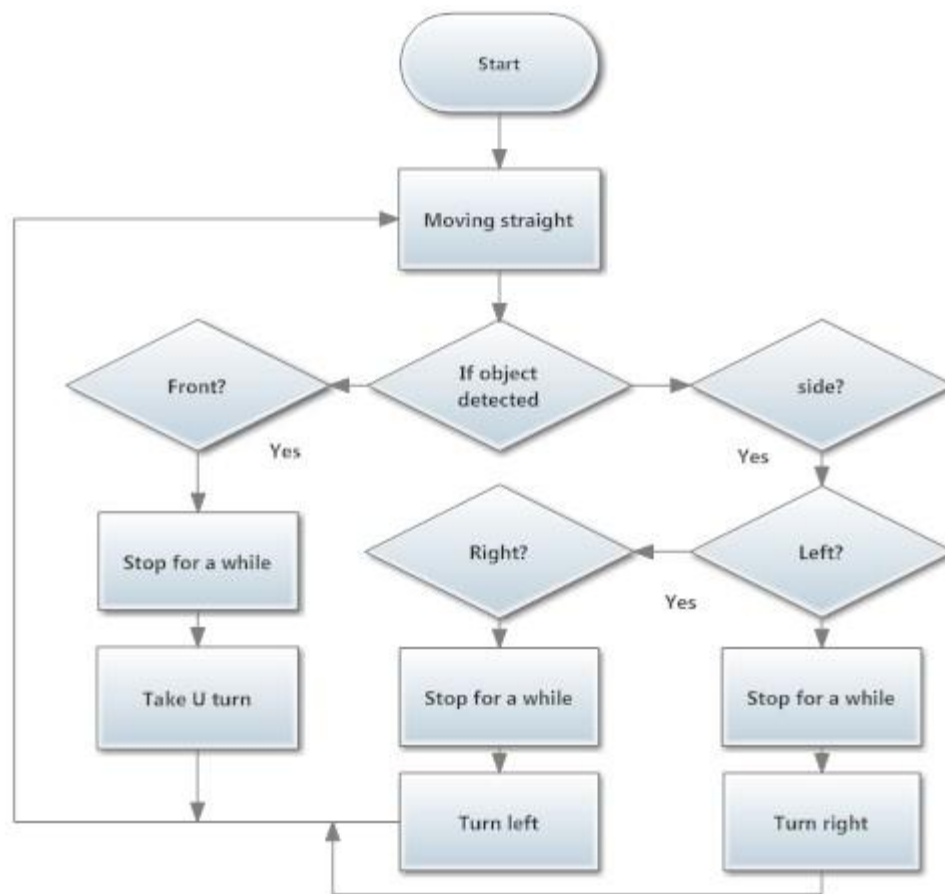 Start
Moving straight
Front?
If object
detected
side?
Yes
Yes
Stop for a while
Right?
Left?
Yes
Take U turn
Stop for a while
Stop for a while
Turn left
Turn right